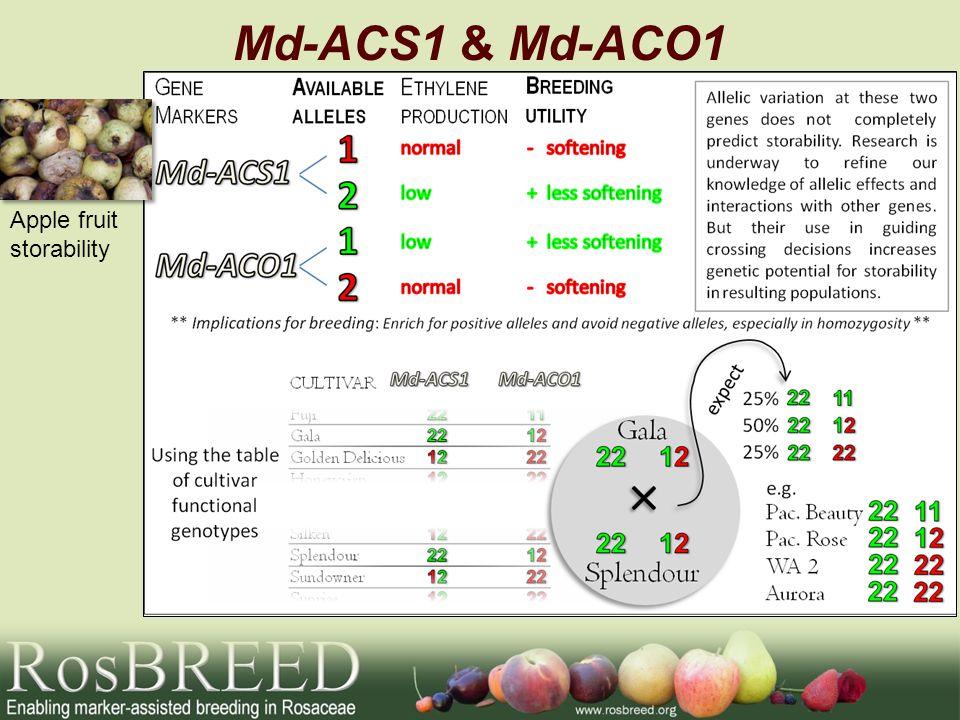 Md-ACS1 & Md-ACO1
GENE MARKERS
AVAILABLE ALLELES
ETHYLENE PRODUCTION
BREEDING UTILITY
Md-ACS1
1 normal - softening
2 low + less softening
Md-ACO1
1 low + less softening
2 normal - softening
Allelic variation at these two
genes does not completely
predict storability. Research is
underway to refine our
knowledge of allelic effects and
interactions with other genes.
But their use in guiding
crossing decisions increases
genetic potential for storability
in resulting populations.
Apple fruit
storability
** Implications for breeding: Enrich for positive alleles and avoid negative alleles, especially in homozygosity **
Using the table
of cultivar
functional
genotypes
CULTIVAR Md-ACS1 Md-ACO1
Fuji 22 11
Gala 22 12
Golden Delicious 12 22
Silken 12 22
Splendour 22 12
Sundowner 12 22
Gala
22 12
×
22 12
Splendour
expect
25% 22 11
50% 22 12
25% 22 22
e.g.
Pac. Beauty 22 11
Pac. Rose 22 12
WA 2 22 22
Aurora 22 22
RosBREED
Enabling marker-assisted breeding in Rosaceae
www.rosbreed.org